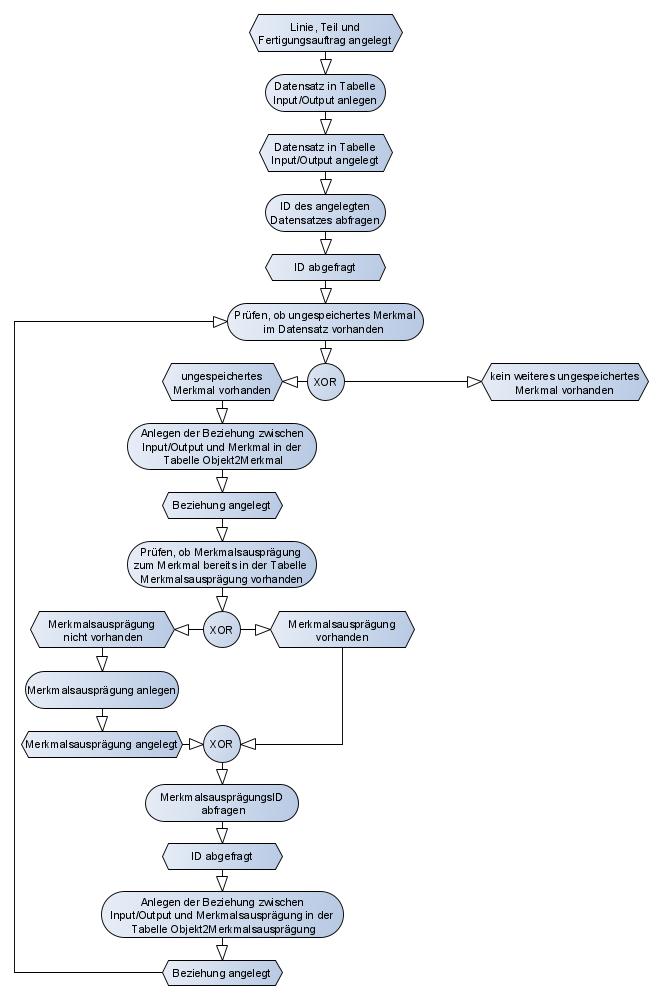 Linie, Teil und
Fertigungsauftrag angelegt
Datensatz in Tabelle
Input/Output anlegen
Datensatz in Tabelle
Input/Output angelegt
ID des angelegten
Datensatzes abfragen
ID abgefragt
Prüfen, ob ungespeichertes Merkmal
im Datensatz vorhanden
ungespeichertes
Merkmal vorhanden
XOR
kein weiteres ungespeichertes
Merkmal vorhanden
Anlegen der Beziehung zwischen
Input/Output und Merkmal in der
Tabelle Objekt2Merkmal
Beziehung angelegt
Prüfen, ob Merkmalsausprägung
zum Merkmal bereits in der Tabelle
Merkmalsausprägung vorhanden
Merkmalsausprägung
nicht vorhanden
XOR
Merkmalsausprägung
vorhanden
Merkmalsausprägung anlegen
Merkmalsausprägung angelegt
XOR
MerkmalsausprägungsID
abfragen
ID abgefragt
Anlegen der Beziehung zwischen
Input/Output und Merkmalsausprägung in der
Tabelle Objekt2Merkmalsausprägung
Beziehung angelegt